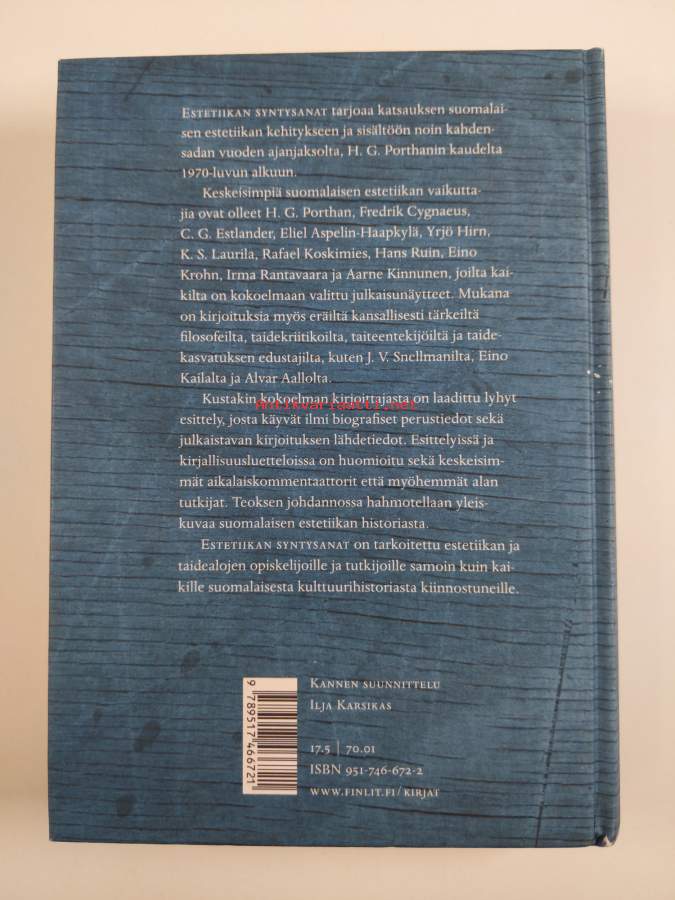 Estetiikan syntysanat tarjoaa katsauksen suomalai-
sen estetiikan kehitykseen ja sisältöön noin kahden-
sadan vuoden ajanjaksolta, H. G. Porthanin kaudelta
1970-luvun alkuun.
Keskeisimpiä suomalaisen estetiikan vaikutta-
jia ovat olleet H. G. Porthan, Fredrik Cygnaeus,
C. G. Estlander, Eliel Aspelin-Haapkylä, Yrjö Hirn,
K. S. Laurila, Rafael Koskimies, Hans Ruin, Eino
Krohn, Irma Rantavaara ja Aarne Kinnunen, joilta kai-
kilta on kokoelmaan valittu julkaisunäytteet. Mukana
on kirjoituksia myös eräiltä kansallisesti tärkeiltä
filosofeilta, taidekriitikoilta, taiteentekijöiltä ja taide-
kasvatuksen edustajilta, kuten J. V. Snellmanilta, Eino
Kailalta ja Alvar Aallolta.
Kustakin kokoelman kirjoittajasta on laadittu lyhyt
Antikvariaatti.net
esittely, josta käyvät ilmi biografiset perustiedot sekä
julkaistavan kirjoituksen lähdetiedot. Esittelyissä ja
kirjallisuusluetteloissa on huomioitu sekä keskeisim-
mät aikalaiskommentaattorit että myöhemmät alan
tutkijat. Teoksen johdannossa hahmotellaan yleis-
kuvaa suomalaisen estetiikan historiasta.
Estetiikan syntysanat on tarkoitettu estetiikan ja
taidealojen opiskelijoille ja tutkijoille samoin kuin kai-
kille suomalaisesta kulttuurihistoriasta kiinnostuneille.
9 789517 466721
Kannen suunnittelu
Ilja Karsikas
17.5 | 70.01
ISBN 951-746-672-2
www.finlit.fi/kirjat